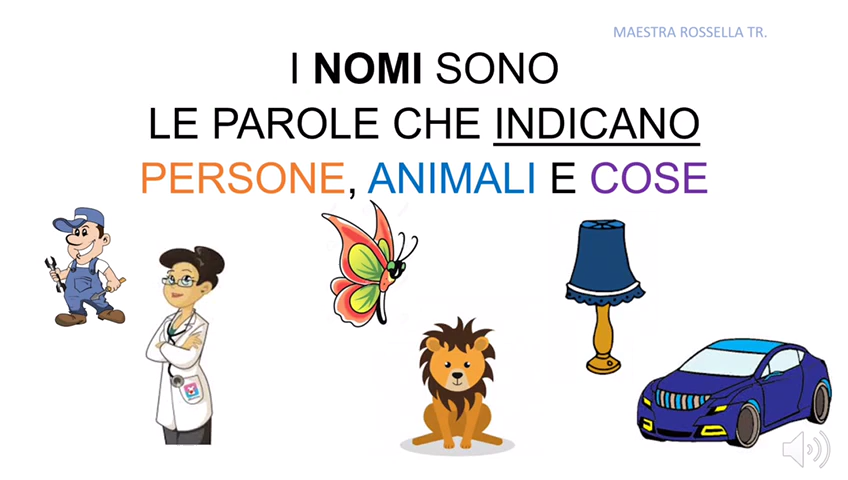 MAESTRA ROSSELLA TR.
I NOMI SONO
LE PAROLE CHE INDICANO
PERSONE, ANIMALI E COSE